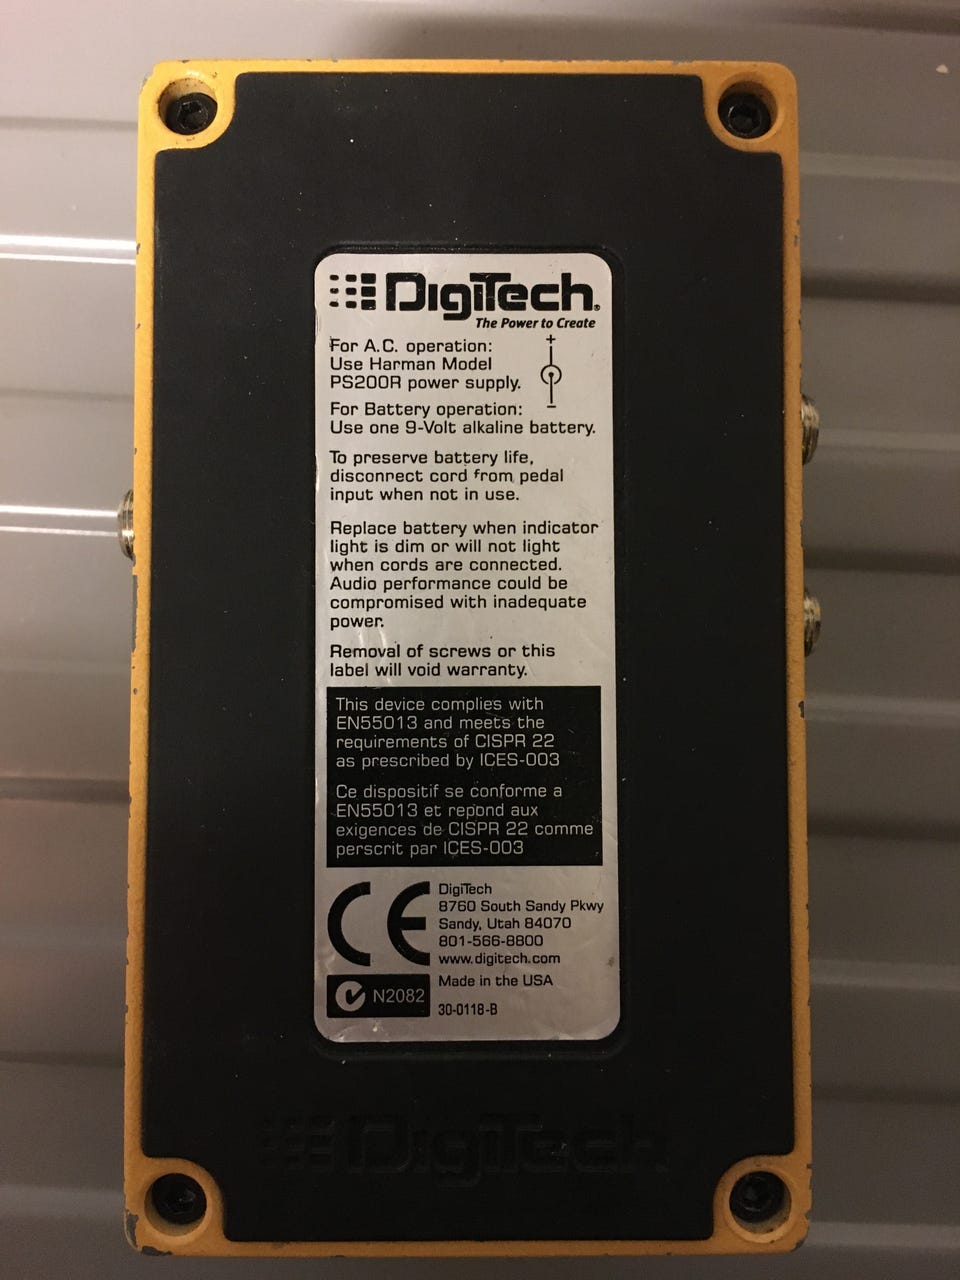 DigiTech®
The Power to Create
For A.C. operation:
Use Harman Model
PS200R power supply.
+
−
For Battery operation:
Use one 9-Volt alkaline battery.
To preserve battery life,
disconnect cord from pedal
input when not in use.
Replace battery when indicator
light is dim or will not light
when cords are connected.
Audio performance could be
compromised with inadequate
power.
Removal of screws or this
label will void warranty.
This device complies with
EN55013 and meets the
requirements of CISPR 22
as prescribed by ICES-003
Ce dispositif se conforme a
EN55013 et repond aux
exigences de CISPR 22 comme
perscrit par ICES-003
CE
DigiTech
8760 South Sandy Pkwy
Sandy, Utah 84070
801-566-8800
www.digitech.com
N2082
Made in the USA
30-0118-B
DigiTech